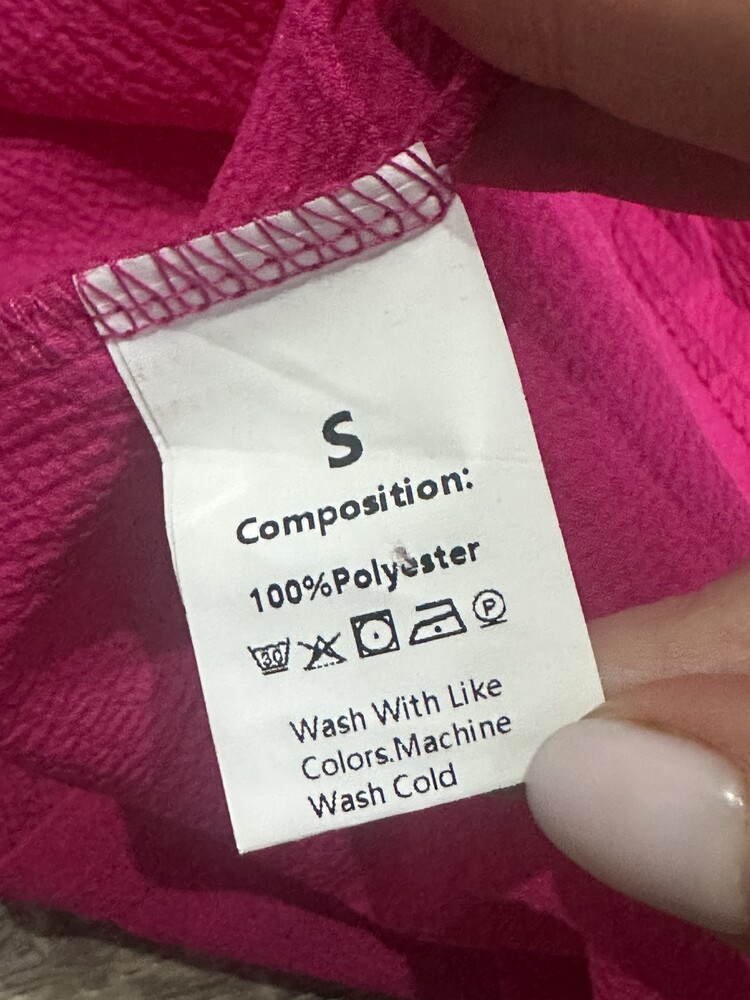 S
Composition:
100%Polyester
30 P
Wash With Like
Colors.Machine
Wash Cold